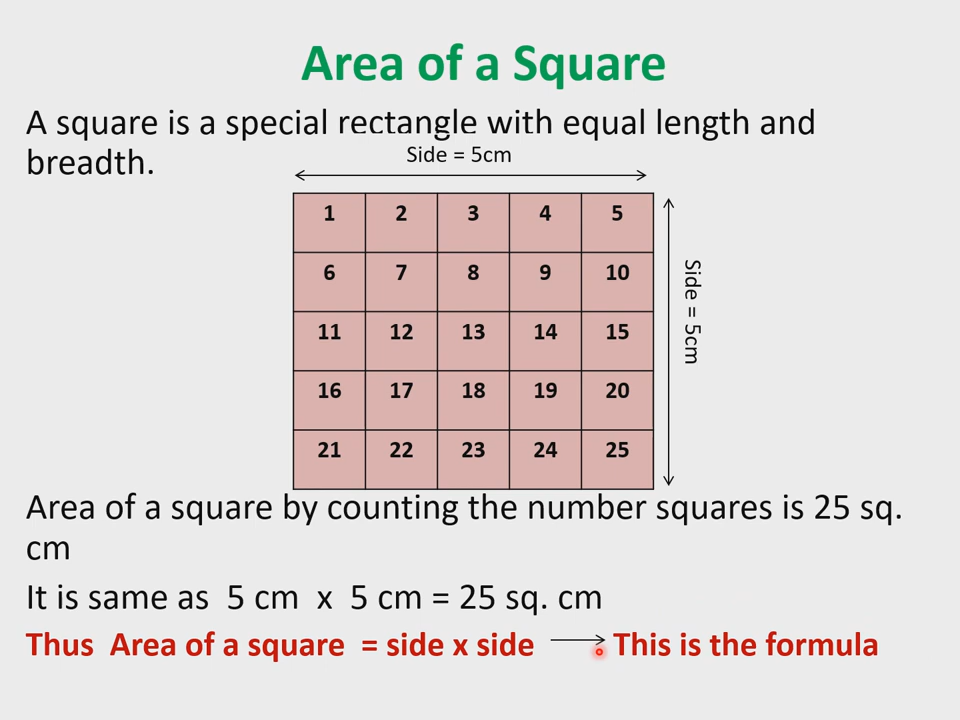 Area of a Square
A square is a special rectangle with equal length and
breadth.
Side = 5cm
1 2 3 4 5
6 7 8 9 10
11 12 13 14 15
16 17 18 19 20
21 22 23 24 25
Side = 5cm
Area of a square by counting the number squares is 25 sq.
cm
It is same as 5 cm x 5 cm = 25 sq. cm
Thus Area of a square = side x side This is the formula